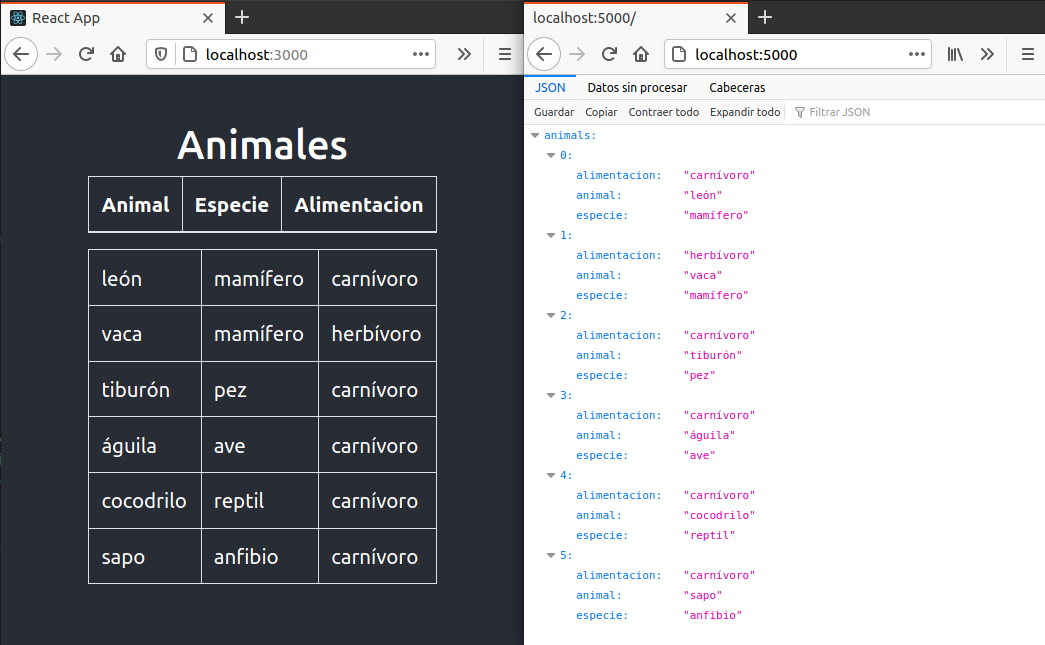 React App
localhost:3000
Animales
Animal Especie Alimentacion
león mamífero carnívoro
vaca mamífero herbívoro
tiburón pez carnívoro
águila ave carnívoro
cocodrilo reptil carnívoro
sapo anfibio carnívoro
localhost:5000/
localhost:5000
JSON Datos sin procesar Cabeceras
Guardar Copiar Contraer todo Expandir todo Filtrar JSON
animals:
0:
alimentacion: "carnívoro"
animal: "león"
especie: "mamífero"
1:
alimentacion: "herbívoro"
animal: "vaca"
especie: "mamífero"
2:
alimentacion: "carnívoro"
animal: "tiburón"
especie: "pez"
3:
alimentacion: "carnívoro"
animal: "águila"
especie: "ave"
4:
alimentacion: "carnívoro"
animal: "cocodrilo"
especie: "reptil"
5:
alimentacion: "carnívoro"
animal: "sapo"
especie: "anfibio"